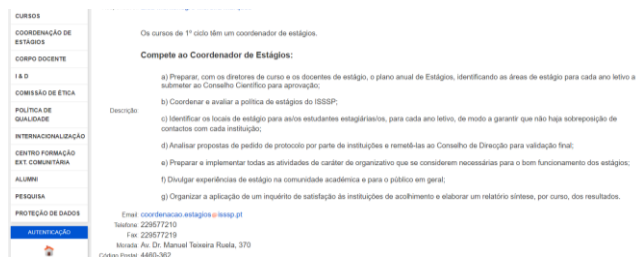 CURSOS
COORDENAÇÃO DE
ESTÁGIOS
CORPO DOCENTE
I & D
COMISSÃO DE ÉTICA
POLÍTICA DE
QUALIDADE
INTERNACIONALIZAÇÃO
CENTRO FORMAÇÃO
EXT. COMUNITÁRIA
ALUMNI
PESQUISA
PROTEÇÃO DE DADOS
AUTENTICAÇÃO
Os cursos de 1º ciclo têm um coordenador de estágios.
Compete ao Coordenador de Estágios:
a) Preparar, com os diretores de curso e os docentes de estágio, o plano anual de Estágios, identificando as áreas de estágio para cada ano letivo a
submeter ao Conselho Científico para aprovação;
b) Coordenar e avaliar a política de estágios do ISSSP;
Descrição
c) Identificar os locais de estágio para as/os estudantes estagiárias/os, para cada ano letivo, de modo a garantir que não haja sobreposição de
contactos com cada instituição;
d) Analisar propostas de pedido de protocolo por parte de instituições e remetê-las ao Conselho de Direcção para validação final;
e) Preparar e implementar todas as atividades de caráter de organizativo que se considerem necessárias para o bom funcionamento dos estágios;
f) Divulgar experiências de estágio na comunidade académica e para o público em geral;
g) Organizar a aplicação de um inquérito de satisfação às instituições de acolhimento e elaborar um relatório síntese, por curso, dos resultados.
Email coordenacao.estagios@isssp.pt
Telefone 229577210
Fax 229577219
Morada Av. Dr. Manuel Teixeira Ruela, 370
Código Postal 4460-362